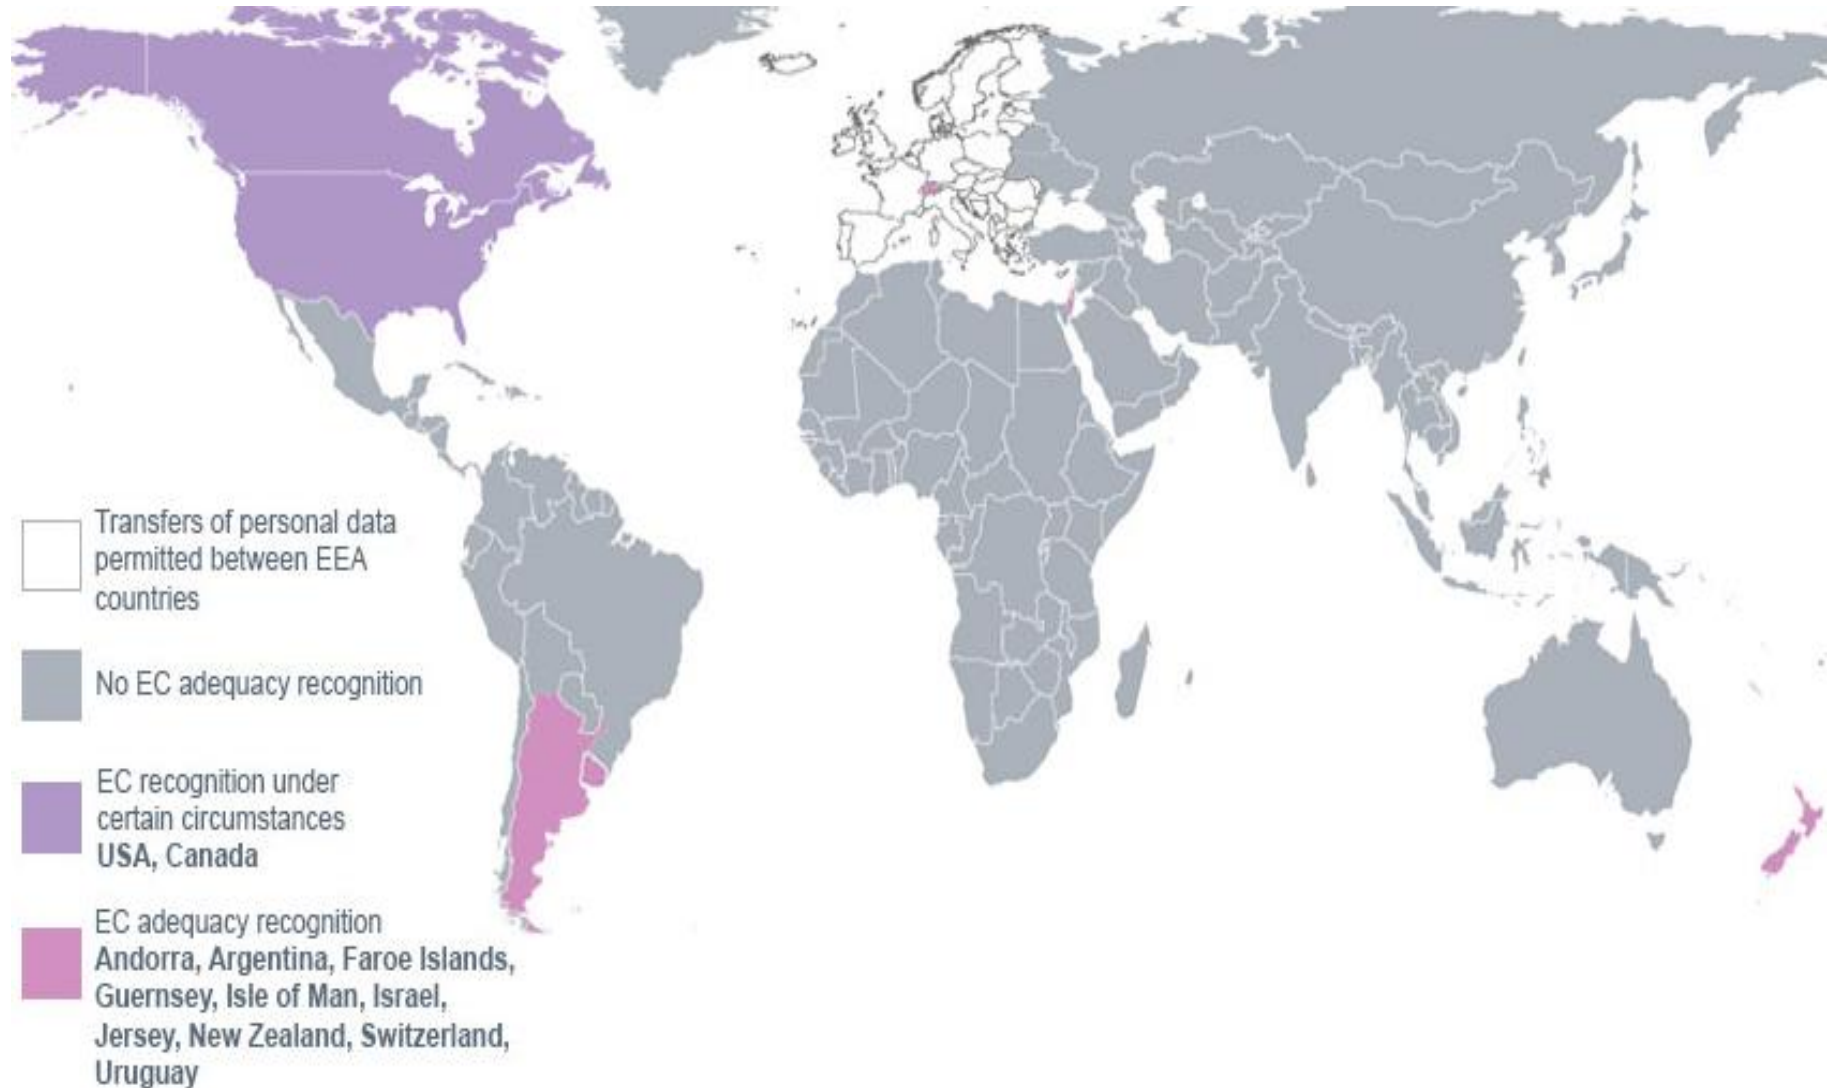 Transfers of personal data
permitted between EEA
countries
No EC adequacy recognition
EC recognition under
certain circumstances
USA, Canada
EC adequacy recognition
Andorra, Argentina, Faroe Islands,
Guernsey, Isle of Man, Israel,
Jersey, New Zealand, Switzerland,
Uruguay